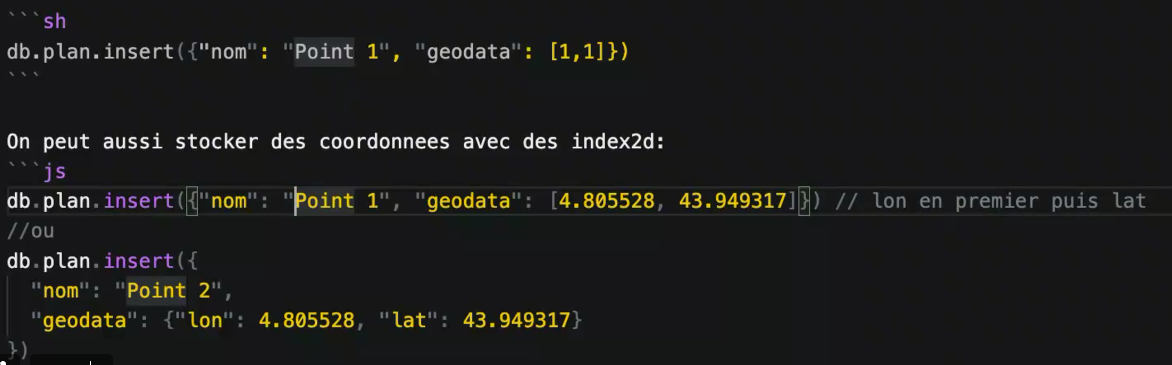 ```sh
db.plan.insert({"nom": "Point 1", "geodata": [1,1]})
```
On peut aussi stocker des coordonnees avec des index2d:
```js
db.plan.insert({"nom": "Point 1", "geodata": [4.805528, 43.949317]}) // lon en premier puis lat
//ou
db.plan.insert({
  "nom": "Point 2",
  "geodata": {"lon": 4.805528, "lat": 43.949317}
})